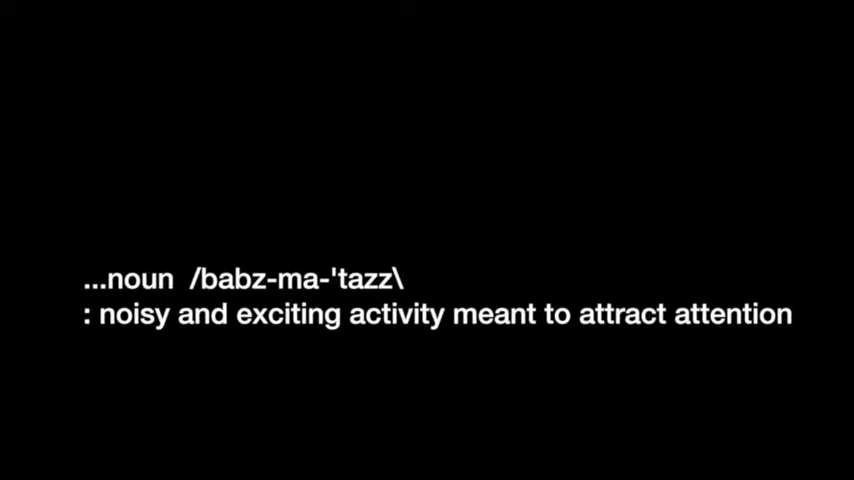 ...noun /babz-ma-'tazz\
: noisy and exciting activity meant to attract attention